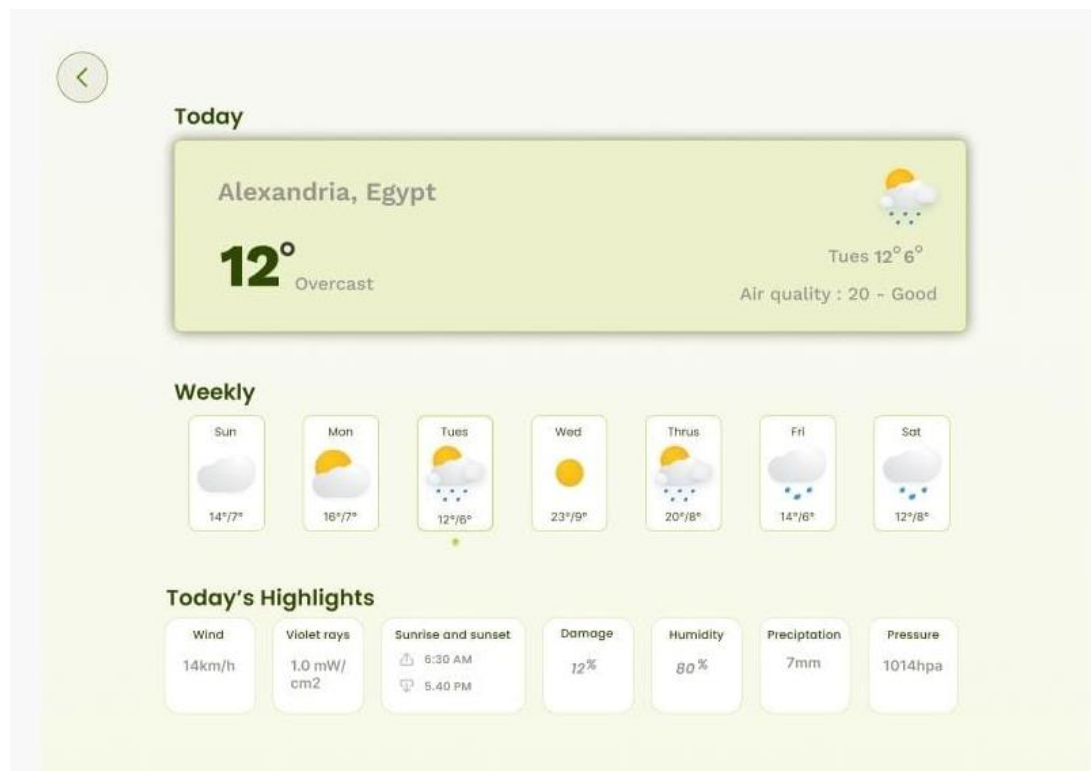 Today
Alexandria, Egypt
12°
Overcast
Tues 12° 6°
Air quality : 20 - Good
Weekly
Sun
14°/7°
Mon
16°/7°
Tues
12°/6°
Wed
23°/9°
Thrus
20°/8°
Fri
14°/6°
Sat
12°/8°
Today's Highlights
Wind
14km/h
Violet rays
1.0 mW/
cm2
Sunrise and sunset
6:30 AM
5.40 PM
Damage
12%
Humidity
80%
Preciptation
7mm
Pressure
1014hpa